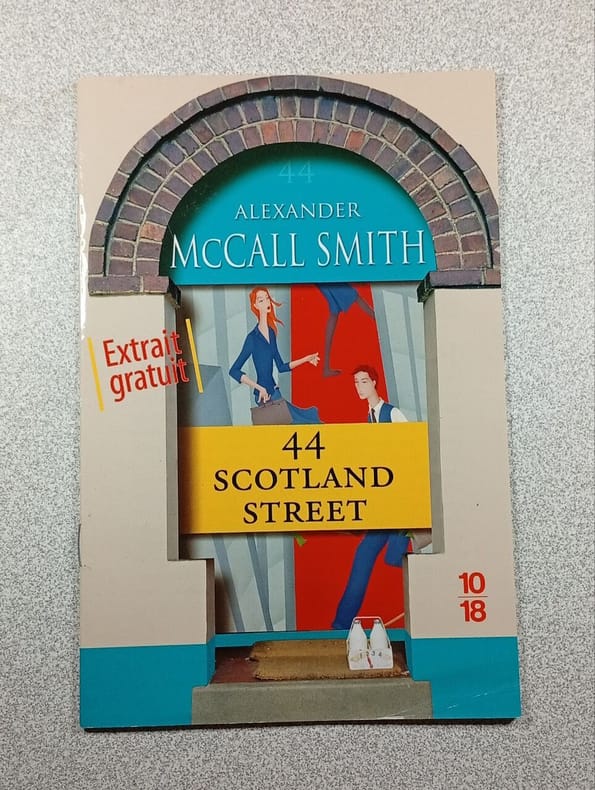 44
ALEXANDER
McCALL SMITH
Extrait
gratuit
44
SCOTLAND
STREET
10
18